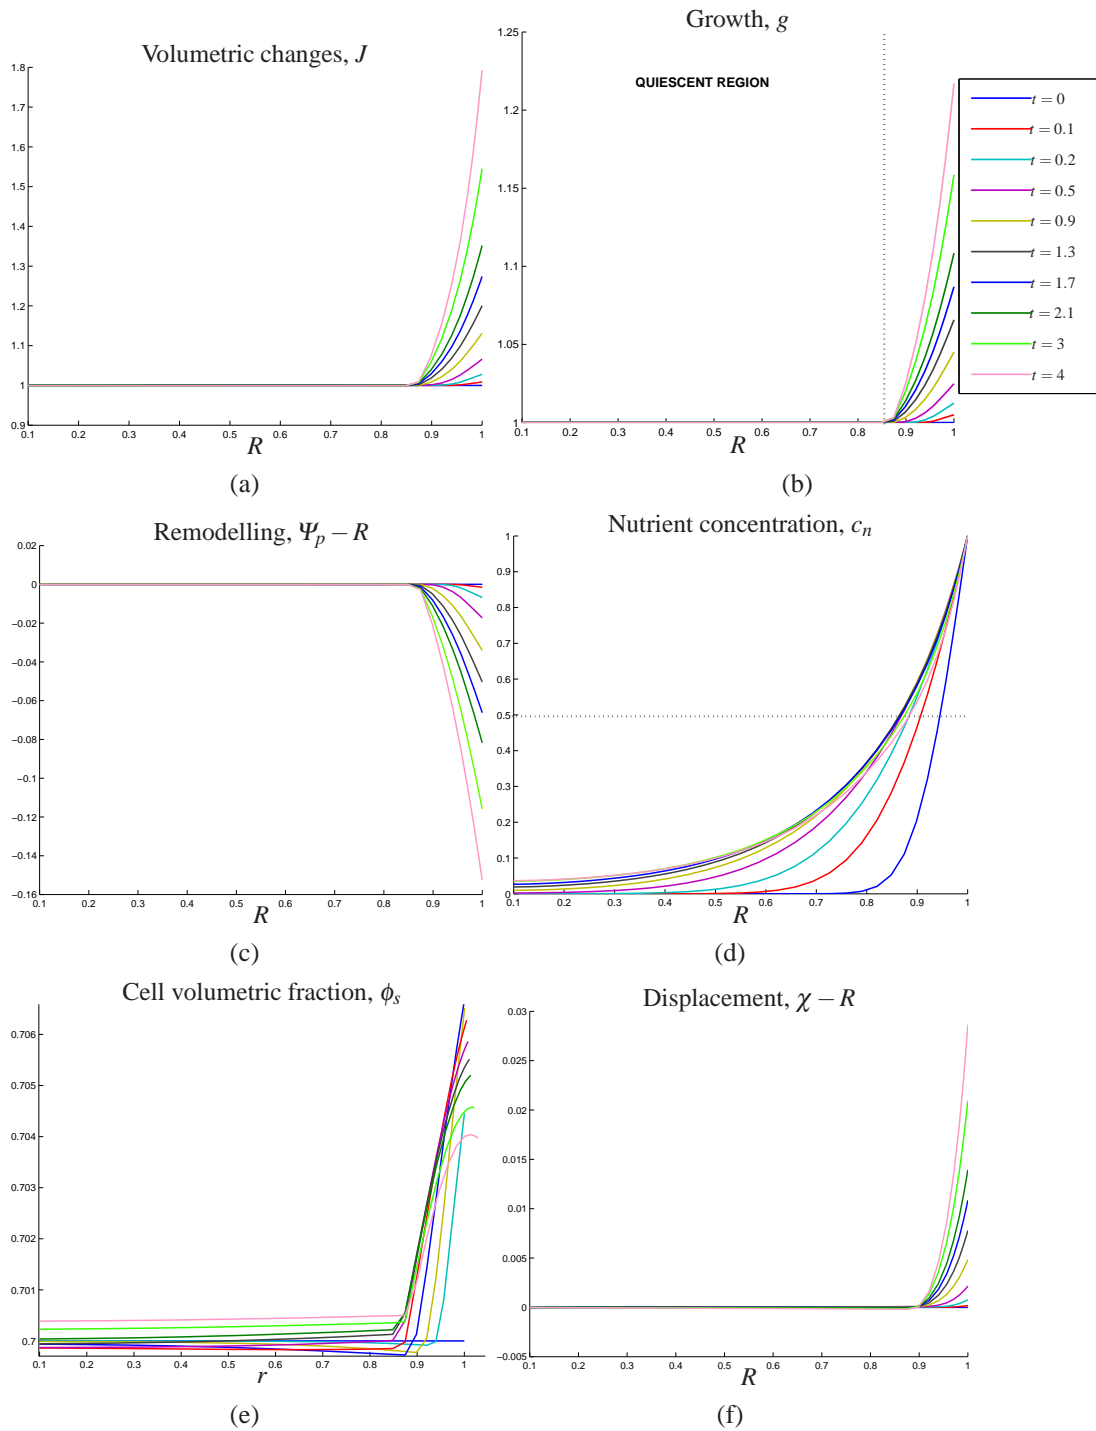 Volumetric changes, J
1.8
1.7
1.6
1.5
1.4
1.3
1.2
1.1
1
0.9
0.1 0.2 0.3 0.4 0.5 0.6 0.7 0.8 0.9 1
R
(a)
Growth, g
1.25
1.2
1.15
1.1
1.05
1
QUIESCENT REGION
0.1 0.2 0.3 0.4 0.5 0.6 0.7 0.8 0.9 1
R
t = 0
t = 0.1
t = 0.2
t = 0.5
t = 0.9
t = 1.3
t = 1.7
t = 2.1
t = 3
t = 4
(b)
Remodelling, Ψp − R
0.02
0
−0.02
−0.04
−0.06
−0.08
−0.1
−0.12
−0.14
−0.16
0.1 0.2 0.3 0.4 0.5 0.6 0.7 0.8 0.9 1
R
(c)
Nutrient concentration, cn
1
0.9
0.8
0.7
0.6
0.5
0.4
0.3
0.2
0.1
0
0.1 0.2 0.3 0.4 0.5 0.6 0.7 0.8 0.9 1
R
(d)
Cell volumetric fraction, ϕs
0.706
0.705
0.704
0.703
0.702
0.701
0.7
0.1 0.2 0.3 0.4 0.5 0.6 0.7 0.8 0.9 1
r
(e)
Displacement, χ − R
0.03
0.025
0.02
0.015
0.01
0.005
0
−0.005
0.1 0.2 0.3 0.4 0.5 0.6 0.7 0.8 0.9 1
R
(f)